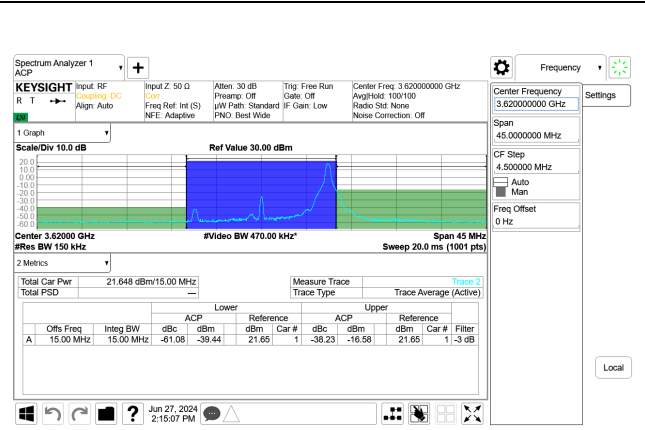 Spectrum Analyzer 1
ACP
Frequency
KEYSIGHT
R T
LXI
Input: RF
Coupling: DC
Align: Auto
Input Z: 50 Ω
Corr:
Freq Ref: Int (S)
NFE: Adaptive
Atten: 30 dB
Preamp: Off
µW Path: Standard
PNO: Best Wide
Trig: Free Run
Gate: Off
IF Gain: Low
Center Freq: 3.620000000 GHz
Avg|Hold: 100/100
Radio Std: None
Noise Correction: Off
Center Frequency
3.620000000 GHz
Settings
Span
45.0000000 MHz
CF Step
4.500000 MHz
Auto
Man
Freq Offset
0 Hz
1 Graph
Scale/Div 10.0 dB
Ref Value 30.00 dBm
20.0
10.0
0.00
-10.0
-20.0
-30.0
-40.0
-50.0
-60.0
Center 3.62000 GHz
#Video BW 470.00 kHz*
Span 45 MHz
#Res BW 150 kHz
Sweep 20.0 ms (1001 pts)
2 Metrics
Total Car Pwr 21.648 dBm/15.00 MHz
Total PSD ---
Measure Trace Trace 2
Trace Type Trace Average (Active)
Lower Upper
ACP Reference ACP Reference
Offs Freq Integ BW dBc dBm dBm Car # dBc dBm dBm Car # Filter
A 15.00 MHz 15.00 MHz -61.08 -39.44 21.65 1 -38.23 -16.58 21.65 1 -3 dB
Local
?
Jun 27, 2024
2:15:07 PM